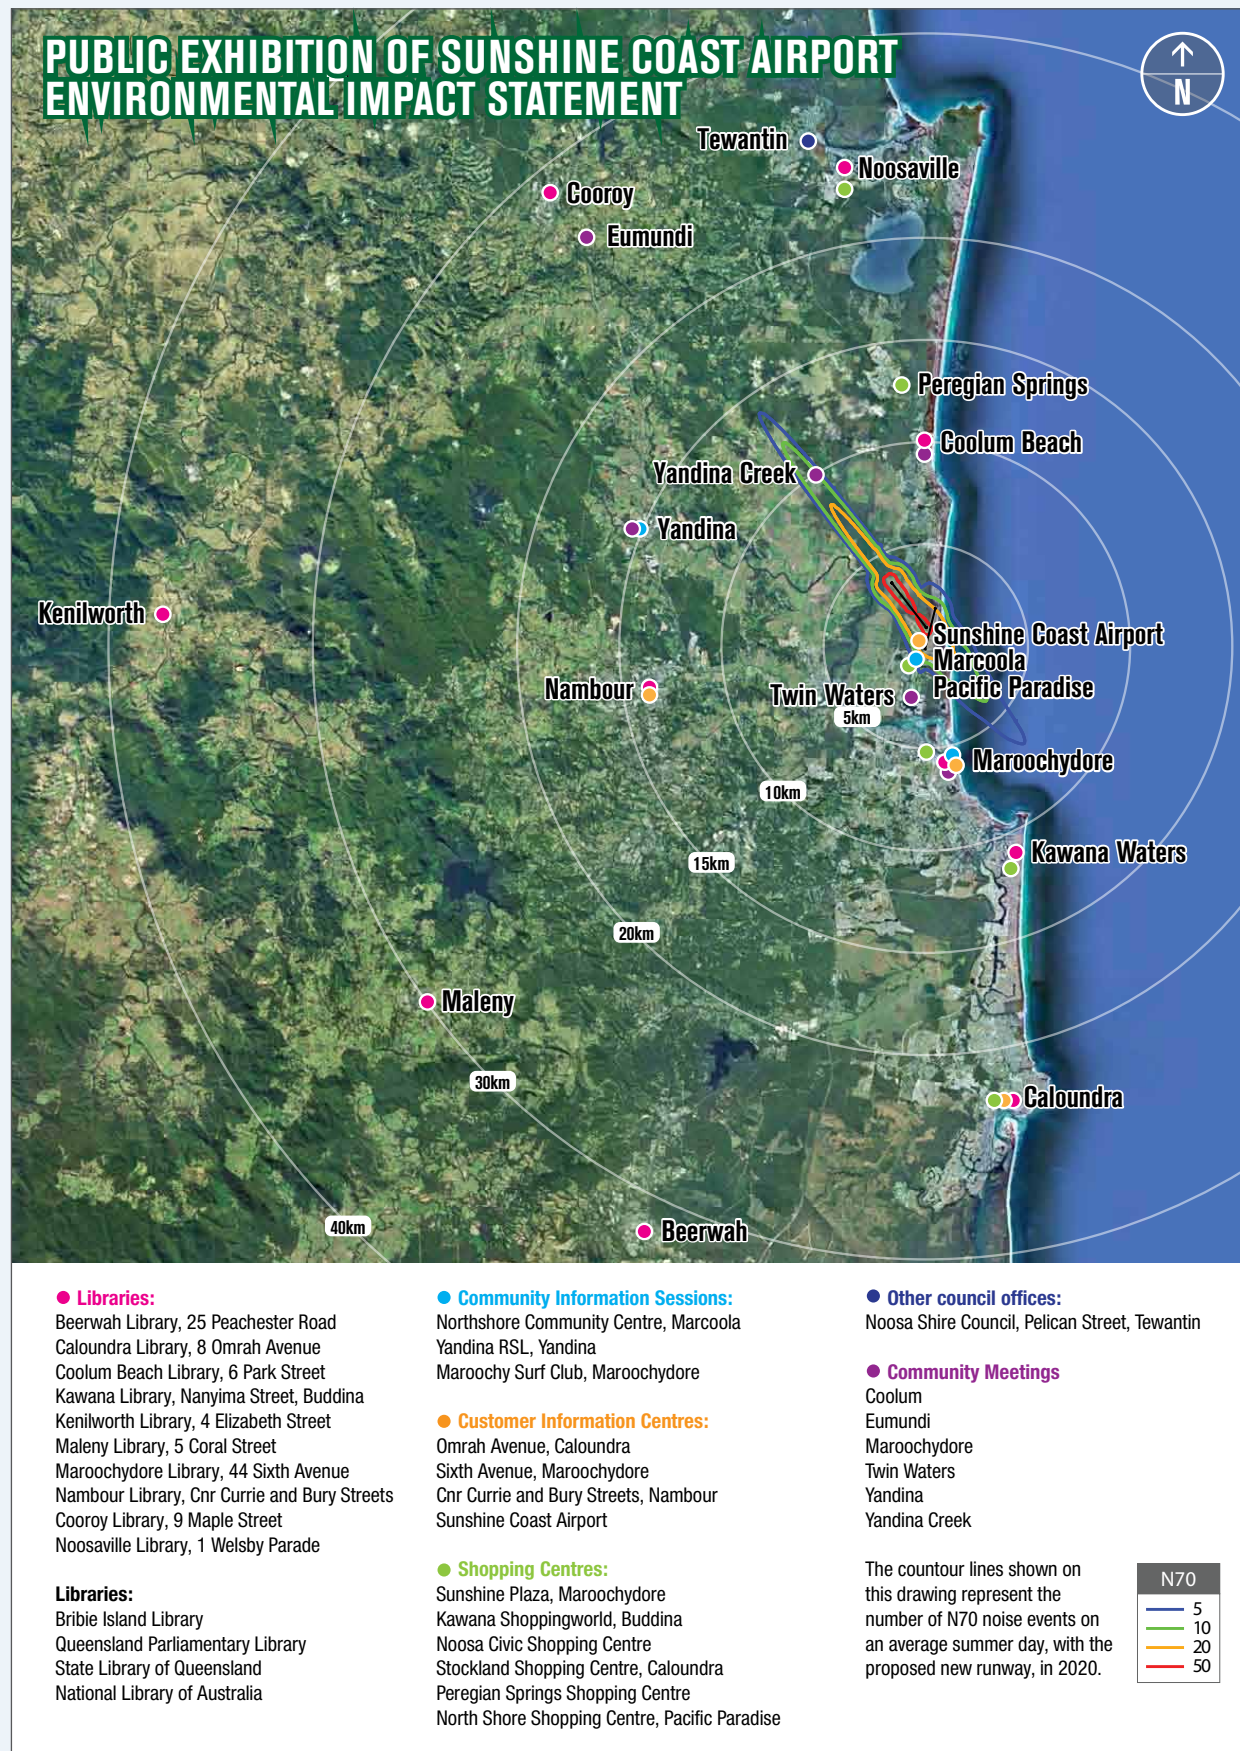 PUBLIC EXHIBITION OF SUNSHINE COAST AIRPORT
ENVIRONMENTAL IMPACT STATEMENT
N
Tewantin
Noosaville
Cooroy
Eumundi
Peregian Springs
Coolum Beach
Yandina Creek
Yandina
Kenilworth
Sunshine Coast Airport
Marcoola
Nambour
Twin Waters
Pacific Paradise
5km
Maroochydore
10km
Kawana Waters
15km
20km
Maleny
30km
Caloundra
40km
Beerwah
Libraries:
Beerwah Library, 25 Peachester Road
Caloundra Library, 8 Omrah Avenue
Coolum Beach Library, 6 Park Street
Kawana Library, Nanyima Street, Buddina
Kenilworth Library, 4 Elizabeth Street
Maleny Library, 5 Coral Street
Maroochydore Library, 44 Sixth Avenue
Nambour Library, Cnr Currie and Bury Streets
Cooroy Library, 9 Maple Street
Noosaville Library, 1 Welsby Parade
Libraries:
Bribie Island Library
Queensland Parliamentary Library
State Library of Queensland
National Library of Australia
Community Information Sessions:
Northshore Community Centre, Marcoola
Yandina RSL, Yandina
Maroochy Surf Club, Maroochydore
Customer Information Centres:
Omrah Avenue, Caloundra
Sixth Avenue, Maroochydore
Cnr Currie and Bury Streets, Nambour
Sunshine Coast Airport
Shopping Centres:
Sunshine Plaza, Maroochydore
Kawana Shoppingworld, Buddina
Noosa Civic Shopping Centre
Stockland Shopping Centre, Caloundra
Peregian Springs Shopping Centre
North Shore Shopping Centre, Pacific Paradise
Other council offices:
Noosa Shire Council, Pelican Street, Tewantin
Community Meetings
Coolum
Eumundi
Maroochydore
Twin Waters
Yandina
Yandina Creek
The countour lines shown on
this drawing represent the
number of N70 noise events on
an average summer day, with the
proposed new runway, in 2020.
N70
5
10
20
50